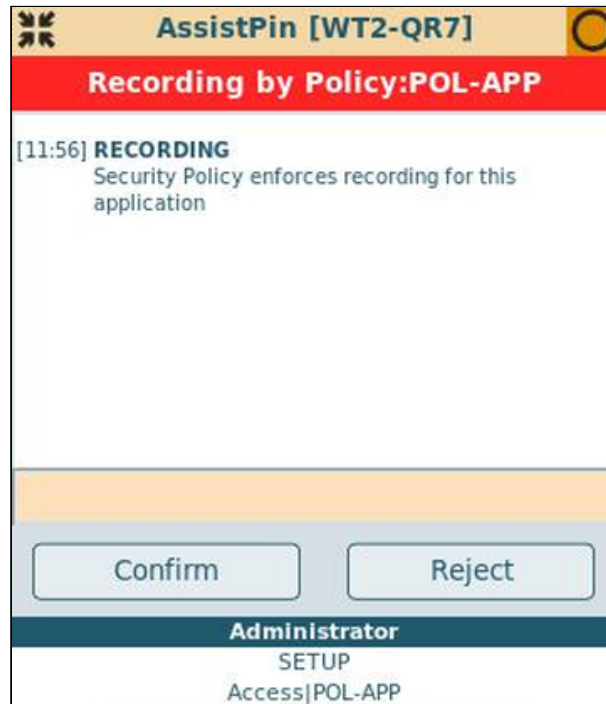 AssistPin [WT2-QR7]
Recording by Policy:POL-APP
[11:56] RECORDING
Security Policy enforces recording for this
application
Confirm Reject
Administrator
SETUP
Access|POL-APP